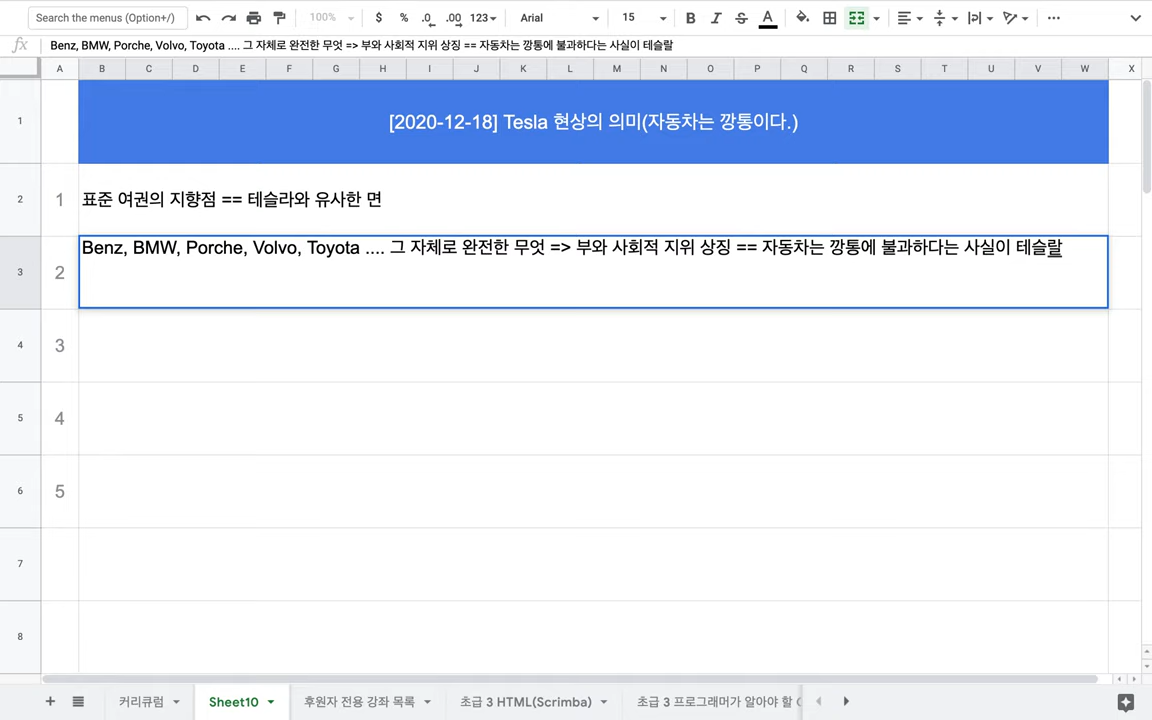 Search the menus (Option+/)
100%
$ % .0 .00 123
Arial
15
B I S A
fx Benz, BMW, Porche, Volvo, Toyota .... 그 자체로 완전한 무엇 => 부와 사회적 지위 상징 == 자동차는 깡통에 불과하다는 사실이 테슬랄
A B C D E F G H I J K L M N O P Q R S T U V W X
1 [2020-12-18] Tesla 현상의 의미(자동차는 깡통이다.)
2 1 표준 여권의 지향점 == 테슬라와 유사한 면
3 2 Benz, BMW, Porche, Volvo, Toyota .... 그 자체로 완전한 무엇 => 부와 사회적 지위 상징 == 자동차는 깡통에 불과하다는 사실이 테슬랄
4 3
5 4
6 5
7
8
+ 커리큘럼 Sheet10 후원자 전용 강좌 목록 초급 3 HTML(Scrimba) 초급 3 프로그래머가 알아야 할